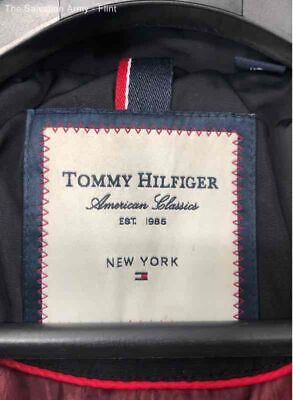 The Salvation Army - Flint
TOMMY HILFIGER
American Classics
EST. 1985
NEW YORK